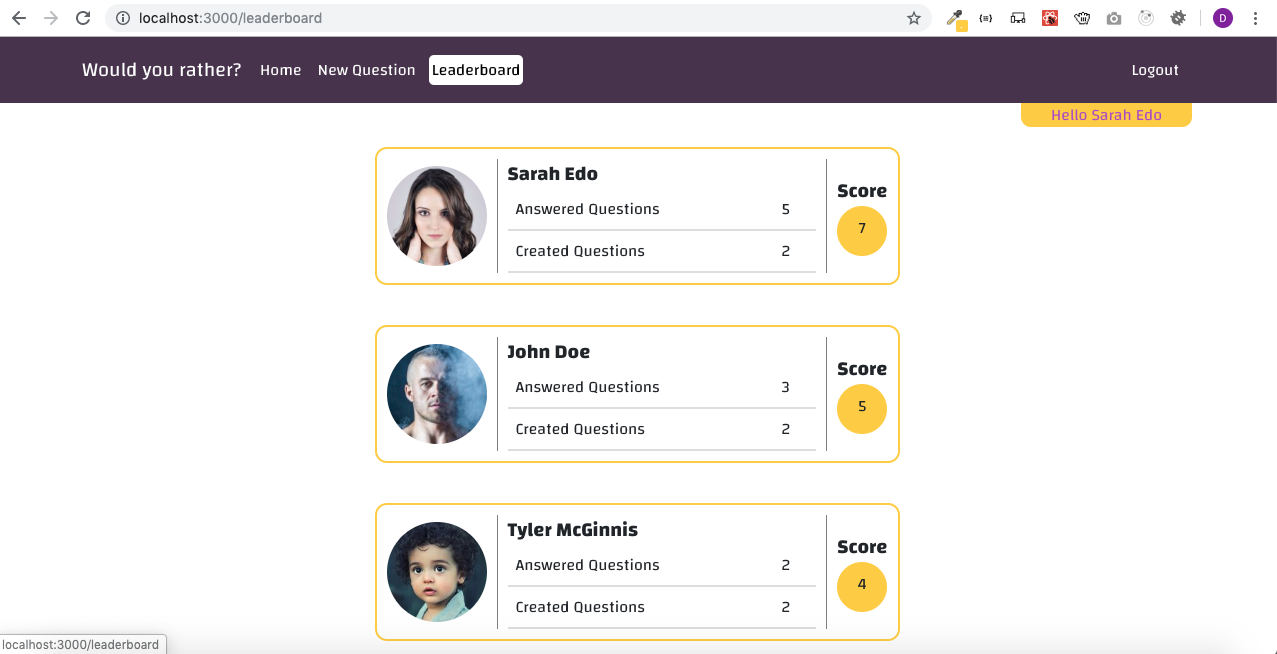 localhost:3000/leaderboard
D
Would you rather? Home New Question Leaderboard Logout
Hello Sarah Edo
Sarah Edo
Answered Questions 5
Created Questions 2
Score
7
John Doe
Answered Questions 3
Created Questions 2
Score
5
Tyler McGinnis
Answered Questions 2
Created Questions 2
Score
4
localhost:3000/leaderboard